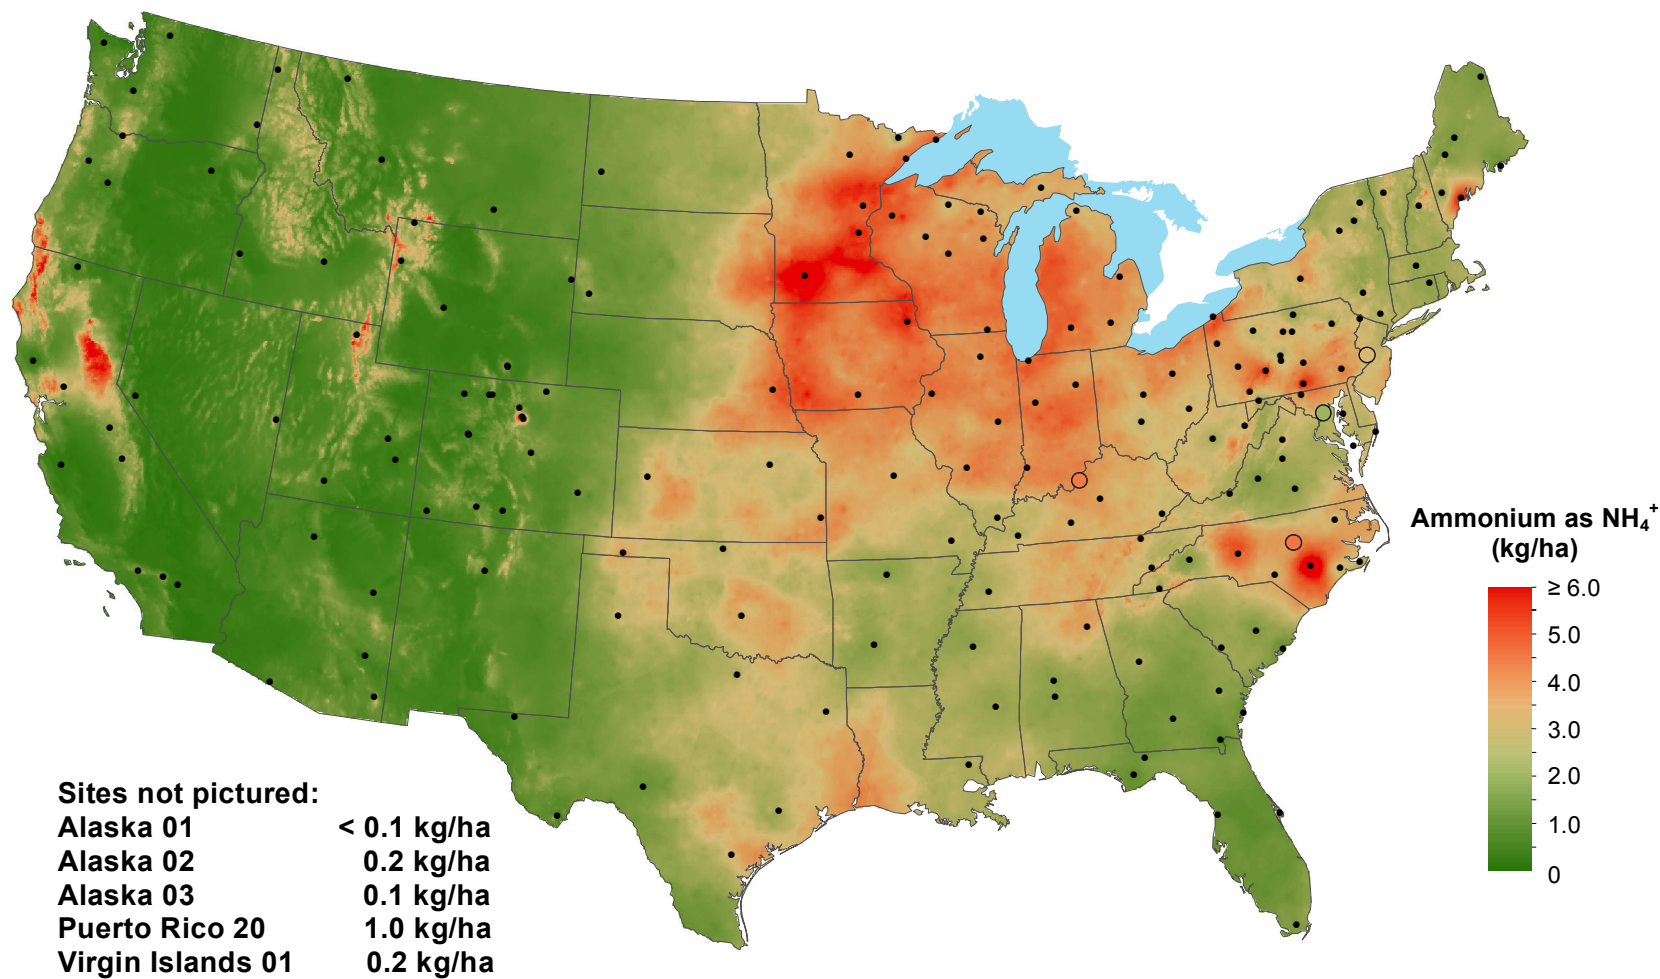 Ammonium as NH₄⁺
(kg/ha)
≥ 6.0
5.0
4.0
3.0
2.0
1.0
0
Sites not pictured:
Alaska 01 < 0.1 kg/ha
Alaska 02 0.2 kg/ha
Alaska 03 0.1 kg/ha
Puerto Rico 20 1.0 kg/ha
Virgin Islands 01 0.2 kg/ha